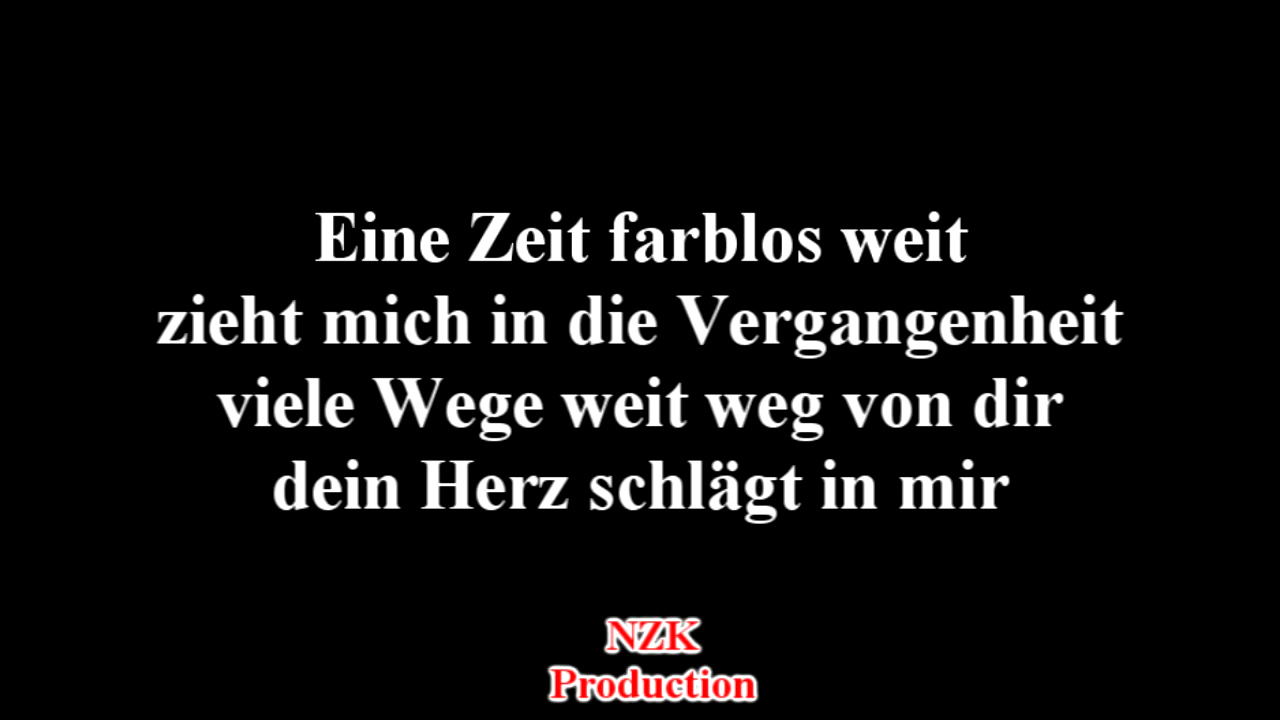 Eine Zeit farblos weit
zieht mich in die Vergangenheit
viele Wege weit weg von dir
dein Herz schlägt in mir
NZK
Production